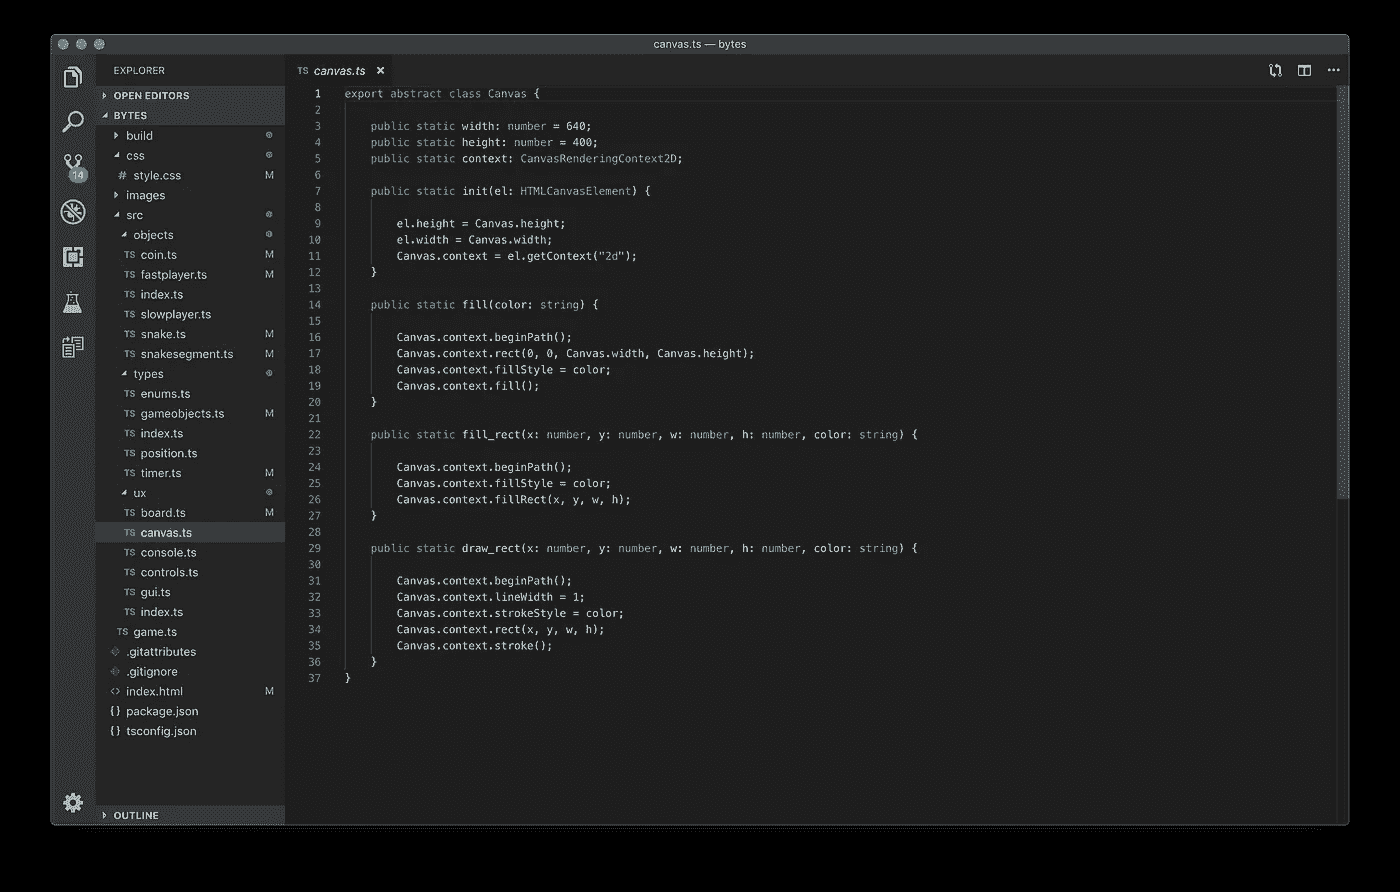 canvas.ts — bytes
EXPLORER
OPEN EDITORS
BYTES
build
css
# style.css M
images
src
objects
TS coin.ts M
TS fastplayer.ts M
TS index.ts
TS slowplayer.ts
TS snake.ts M
TS snakesegment.ts M
types
TS enums.ts
TS gameobjects.ts M
TS index.ts
TS position.ts
TS timer.ts M
ux
TS board.ts M
TS canvas.ts
TS console.ts
TS controls.ts
TS gui.ts
TS index.ts
TS game.ts
.gitattributes
.gitignore
<> index.html M
{} package.json
{} tsconfig.json
OUTLINE
14
TS canvas.ts ×
1 export abstract class Canvas {
2
3     public static width: number = 640;
4     public static height: number = 400;
5     public static context: CanvasRenderingContext2D;
6
7     public static init(el: HTMLCanvasElement) {
8
9         el.height = Canvas.height;
10         el.width = Canvas.width;
11         Canvas.context = el.getContext("2d");
12     }
13
14     public static fill(color: string) {
15
16         Canvas.context.beginPath();
17         Canvas.context.rect(0, 0, Canvas.width, Canvas.height);
18         Canvas.context.fillStyle = color;
19         Canvas.context.fill();
20     }
21
22     public static fill_rect(x: number, y: number, w: number, h: number, color: string) {
23
24         Canvas.context.beginPath();
25         Canvas.context.fillStyle = color;
26         Canvas.context.fillRect(x, y, w, h);
27     }
28
29     public static draw_rect(x: number, y: number, w: number, h: number, color: string) {
30
31         Canvas.context.beginPath();
32         Canvas.context.lineWidth = 1;
33         Canvas.context.strokeStyle = color;
34         Canvas.context.rect(x, y, w, h);
35         Canvas.context.stroke();
36     }
37 }